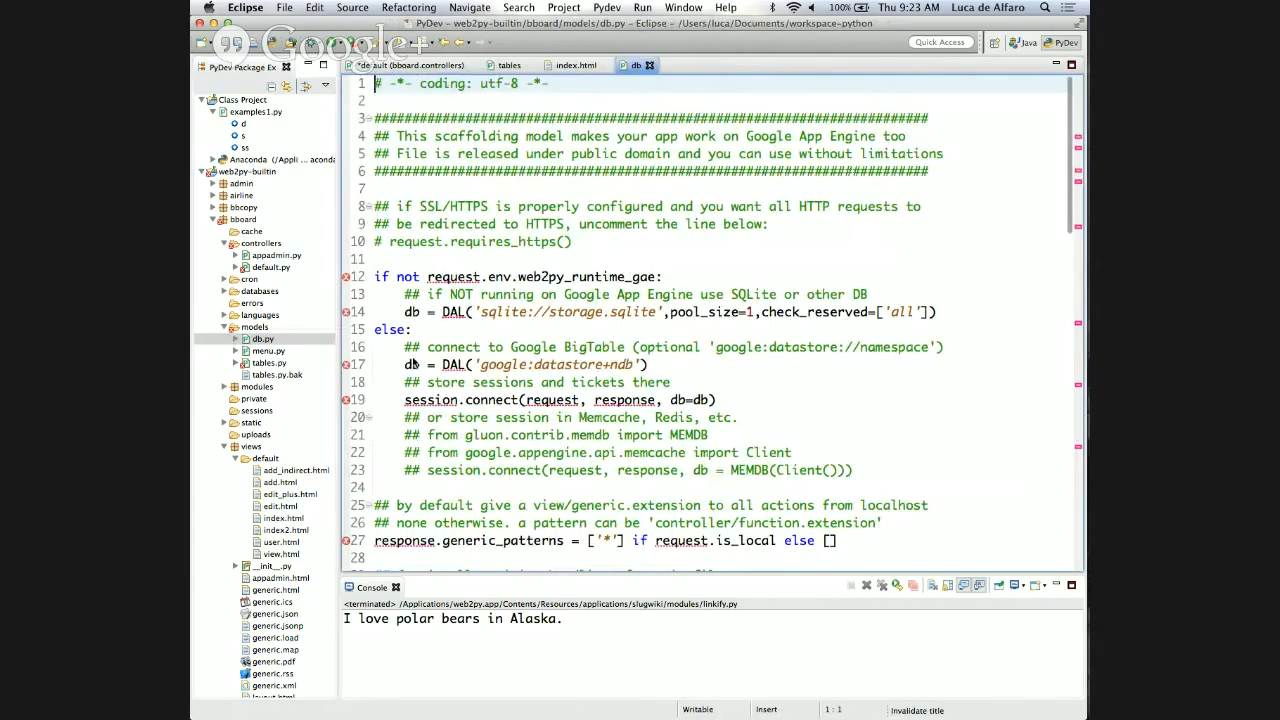 Eclipse File Edit Source Refactoring Navigate Search Project Pydev Run Window Help 100% Thu 9:23 AM Luca de Alfaro
PyDev - web2py-builtin/bboard/models/db.py - Eclipse - /Users/luca/Documents/workspace-python
Google+
Quick Access Java PyDev
PyDev Package Ex
*default (bboard.controllers) tables index.html db
Class Project
examples1.py
d
s
ss
Anaconda (/Appli ... aconda
web2py-builtin
admin
airline
bbcopy
bboard
cache
controllers
appadmin.py
default.py
cron
databases
errors
languages
models
db.py
menu.py
tables.py
tables.py.bak
modules
private
sessions
static
uploads
views
default
add_indirect.html
add.html
edit_plus.html
edit.html
index.html
index2.html
user.html
view.html
__init__.py
appadmin.html
generic.html
generic.ics
generic.json
generic.jsonp
generic.load
generic.map
generic.pdf
generic.rss
generic.xml
layout.html
1 # -*- coding: utf-8 -*-
2
3 #########################################################################
4 ## This scaffolding model makes your app work on Google App Engine too
5 ## File is released under public domain and you can use without limitations
6 #########################################################################
7
8 ## if SSL/HTTPS is properly configured and you want all HTTP requests to
9 ## be redirected to HTTPS, uncomment the line below:
10 # request.requires_https()
11
12 if not request.env.web2py_runtime_gae:
13 ## if NOT running on Google App Engine use SQLite or other DB
14 db = DAL('sqlite://storage.sqlite',pool_size=1,check_reserved=['all'])
15 else:
16 ## connect to Google BigTable (optional 'google:datastore://namespace')
17 db = DAL('google:datastore+ndb')
18 ## store sessions and tickets there
19 session.connect(request, response, db=db)
20 ## or store session in Memcache, Redis, etc.
21 ## from gluon.contrib.memdb import MEMDB
22 ## from google.appengine.api.memcache import Client
23 ## session.connect(request, response, db = MEMDB(Client()))
24
25 ## by default give a view/generic.extension to all actions from localhost
26 ## none otherwise. a pattern can be 'controller/function.extension'
27 response.generic_patterns = ['*'] if request.is_local else []
28
Console
<terminated> /Applications/web2py.app/Contents/Resources/applications/slugwiki/modules/linkify.py
I love polar bears in Alaska.
Writable Insert 1 : 1 Invalidate title